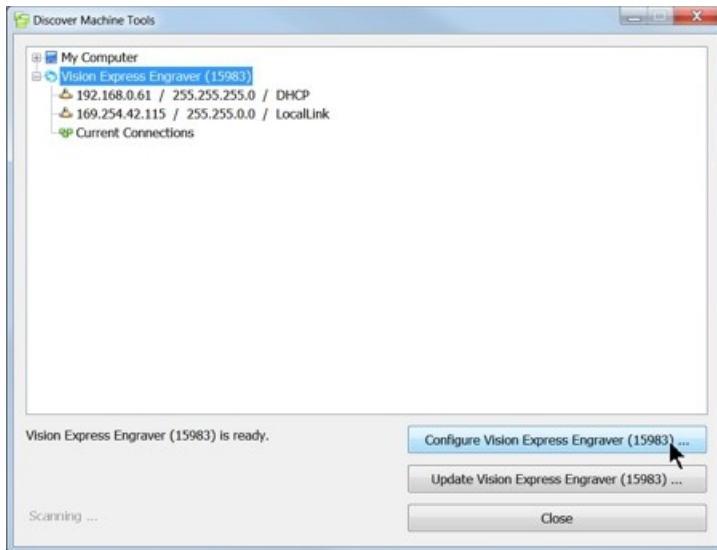 Discover Machine Tools
My Computer
Vision Express Engraver (15983)
192.168.0.61 / 255.255.255.0 / DHCP
169.254.42.115 / 255.255.0.0 / LocalLink
Current Connections
Vision Express Engraver (15983) is ready.
Configure Vision Express Engraver (15983) ...
Update Vision Express Engraver (15983) ...
Scanning ...
Close